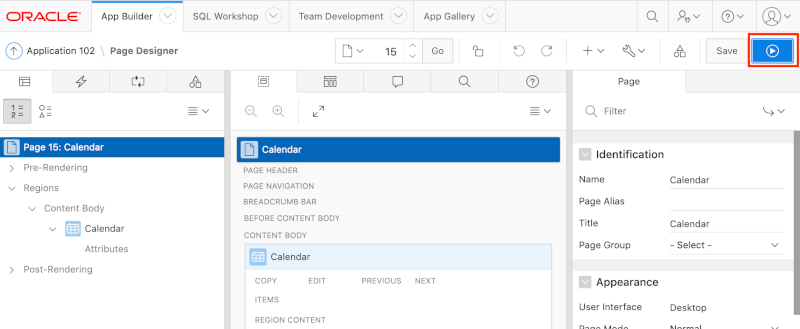 ORACLE App Builder SQL Workshop Team Development App Gallery
Application 102 \ Page Designer 15 Go Save
Page
Filter
Page 15: Calendar
Pre-Rendering
Regions
Content Body
Calendar
Attributes
Post-Rendering
Calendar
PAGE HEADER
PAGE NAVIGATION
BREADCRUMB BAR
BEFORE CONTENT BODY
CONTENT BODY
Calendar
COPY EDIT PREVIOUS NEXT
ITEMS
REGION CONTENT
Identification
Name Calendar
Page Alias
Title Calendar
Page Group - Select -
Appearance
User Interface Desktop
Page Mode Normal